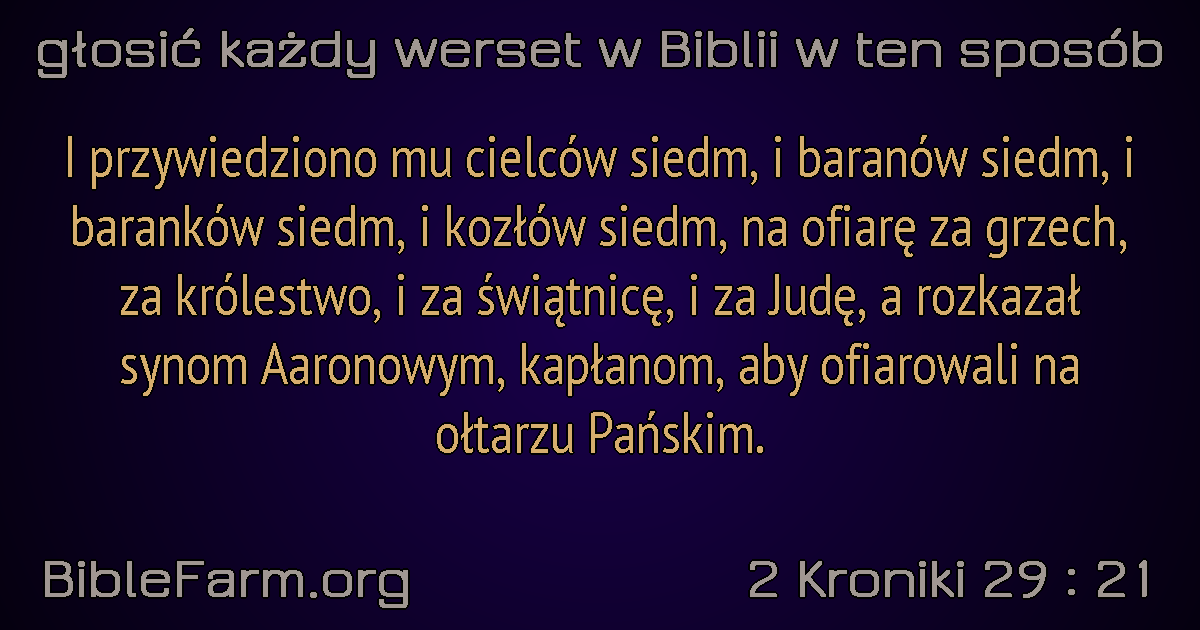 głosić każdy werset w Biblii w ten sposób
I przywiedziono mu cielców siedm, i baranów siedm, i
baranków siedm, i kozłów siedm, na ofiarę za grzech,
za królestwo, i za świątnicę, i za Judę, a rozkazał
synom Aaronowym, kapłanom, aby ofiarowali na
ołtarzu Pańskim.
BibleFarm.org
2 Kroniki 29 : 21